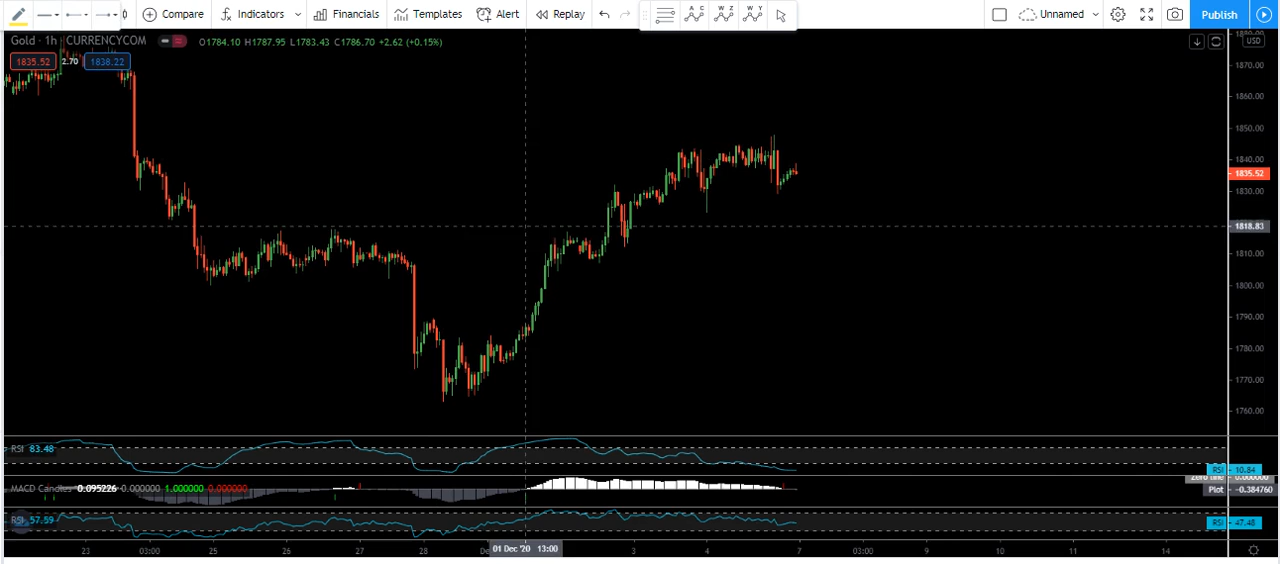 Compare Indicators Financials Templates Alert Replay A C W Z W Y Unnamed Publish
Gold · 1h CURRENCYCOM O1784.10 H1787.95 L1783.43 C1786.70 +2.62 (+0.15%)
USD
1835.52 2.70 1838.22
1870.00
1860.00
1850.00
1840.00
1835.52
1830.00
1818.83
1810.00
1800.00
1790.00
1780.00
1770.00
1760.00
RSI 83.48
RSI 10.84
Zero line 0.000000
MACD Candles 0.095226 0.000000 1.000000 0.000000
Plot -0.384760
RSI 57.59
RSI 47.48
23 03:00 25 26 27 28 De 01 Dec '20 13:00 3 4 7 03:00 9 10 11 14